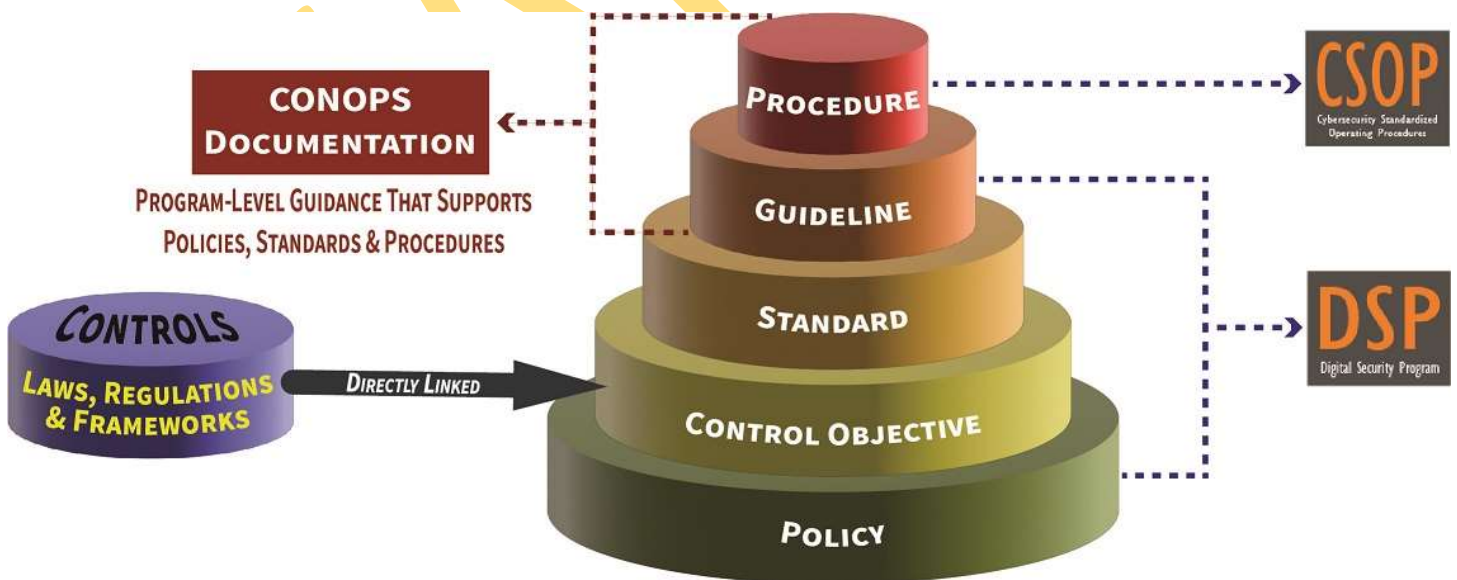 CONOPS
DOCUMENTATION
PROGRAM-LEVEL GUIDANCE THAT SUPPORTS
POLICIES, STANDARDS & PROCEDURES
CONTROLS
LAWS, REGULATIONS
& FRAMEWORKS
DIRECTLY LINKED
PROCEDURE
GUIDELINE
STANDARD
CONTROL OBJECTIVE
POLICY
CSOP
Cybersecurity Standardized
Operating Procedures
DSP
Digital Security Program